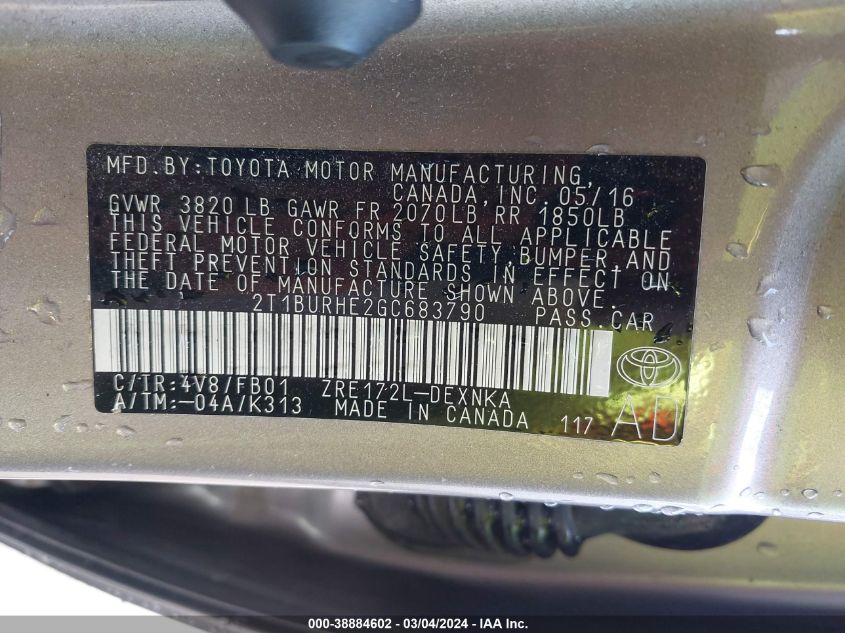 MFD.BY:TOYOTA MOTOR MANUFACTURING,
CANADA,INC. 05/16
GVWR 3820 LB GAWR FR 2070LB RR 1850LB
THIS VEHICLE CONFORMS TO ALL APPLICABLE
FEDERAL MOTOR VEHICLE SAFETY, BUMPER, AND
THEFT PREVENTION STANDARDS IN EFFECT ON
THE DATE OF MANUFACTURE SHOWN ABOVE.
2T1BURHE2GC683790 PASS.CAR
C/TR:4V8/FB01 ZRE172L-DEXNKA
A/TM:-04A/K313 MADE IN CANADA 117 AD
000-38884602 - 03/04/2024 - IAA Inc.